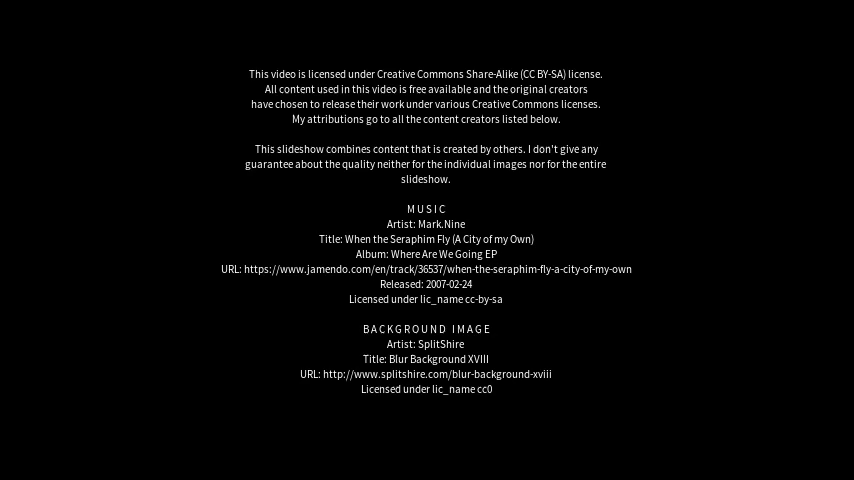 This video is licensed under Creative Commons Share-Alike (CC BY-SA) license.
All content used in this video is free available and the original creators
have chosen to release their work under various Creative Commons licenses.
My attributions go to all the content creators listed below.
This slideshow combines content that is created by others. I don't give any
guarantee about the quality neither for the individual images nor for the entire
slideshow.
M U S I C
Artist: Mark.Nine
Title: When the Seraphim Fly (A City of my Own)
Album: Where Are We Going EP
URL: https://www.jamendo.com/en/track/36537/when-the-seraphim-fly-a-city-of-my-own
Released: 2007-02-24
Licensed under lic_name cc-by-sa
B A C K G R O U N D   I M A G E
Artist: SplitShire
Title: Blur Background XVIII
URL: http://www.splitshire.com/blur-background-xviii
Licensed under lic_name cc0